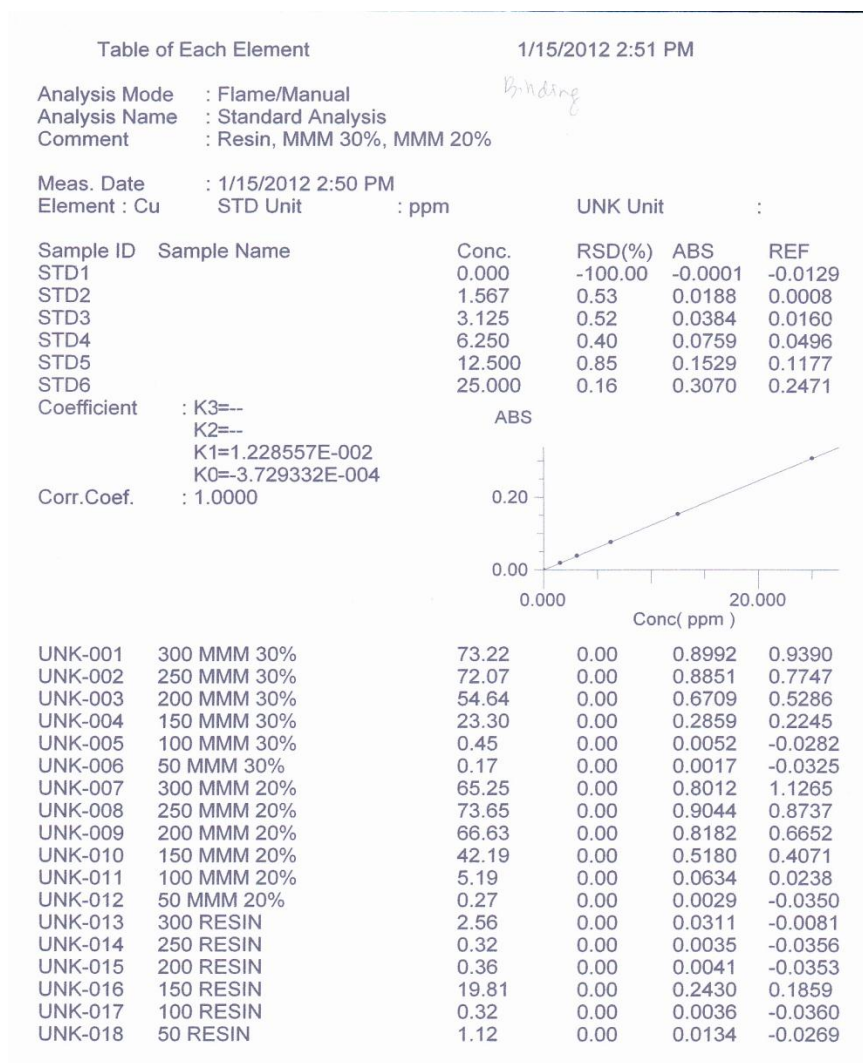 Table of Each Element 1/15/2012 2:51 PM
Binding
Analysis Mode : Flame/Manual
Analysis Name : Standard Analysis
Comment : Resin, MMM 30%, MMM 20%
Meas. Date : 1/15/2012 2:50 PM
Element : Cu STD Unit : ppm UNK Unit :
Sample ID Sample Name Conc. RSD(%) ABS REF
STD1 0.000 -100.00 -0.0001 -0.0129
STD2 1.567 0.53 0.0188 0.0008
STD3 3.125 0.52 0.0384 0.0160
STD4 6.250 0.40 0.0759 0.0496
STD5 12.500 0.85 0.1529 0.1177
STD6 25.000 0.16 0.3070 0.2471
Coefficient : K3=--
K2=--
K1=1.228557E-002
K0=-3.729332E-004
Corr.Coef. : 1.0000
ABS
0.20
0.00
0.000 20.000
Conc( ppm )
UNK-001 300 MMM 30% 73.22 0.00 0.8992 0.9390
UNK-002 250 MMM 30% 72.07 0.00 0.8851 0.7747
UNK-003 200 MMM 30% 54.64 0.00 0.6709 0.5286
UNK-004 150 MMM 30% 23.30 0.00 0.2859 0.2245
UNK-005 100 MMM 30% 0.45 0.00 0.0052 -0.0282
UNK-006 50 MMM 30% 0.17 0.00 0.0017 -0.0325
UNK-007 300 MMM 20% 65.25 0.00 0.8012 1.1265
UNK-008 250 MMM 20% 73.65 0.00 0.9044 0.8737
UNK-009 200 MMM 20% 66.63 0.00 0.8182 0.6652
UNK-010 150 MMM 20% 42.19 0.00 0.5180 0.4071
UNK-011 100 MMM 20% 5.19 0.00 0.0634 0.0238
UNK-012 50 MMM 20% 0.27 0.00 0.0029 -0.0350
UNK-013 300 RESIN 2.56 0.00 0.0311 -0.0081
UNK-014 250 RESIN 0.32 0.00 0.0035 -0.0356
UNK-015 200 RESIN 0.36 0.00 0.0041 -0.0353
UNK-016 150 RESIN 19.81 0.00 0.2430 0.1859
UNK-017 100 RESIN 0.32 0.00 0.0036 -0.0360
UNK-018 50 RESIN 1.12 0.00 0.0134 -0.0269